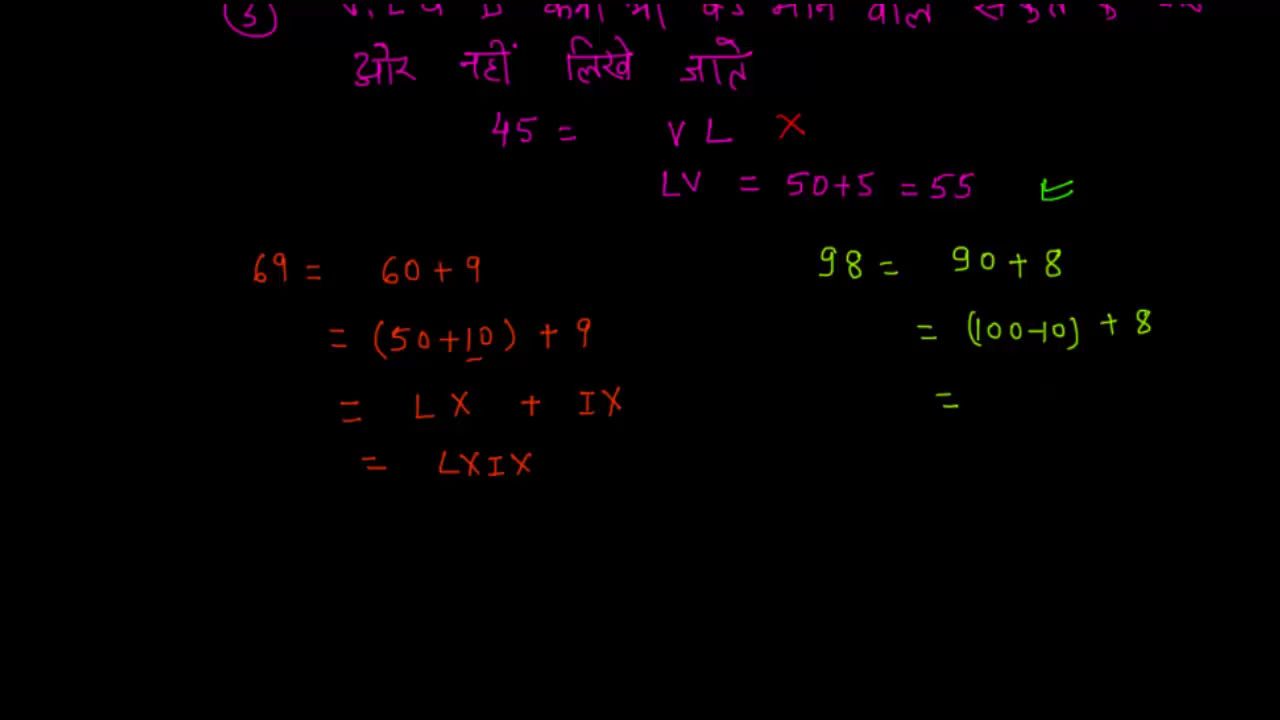 और नहीं लिखे जाते
45 = VL X
LV = 50+5 = 55
69 = 60+9
= (50+10) + 9
= LX + IX
= LXIX
98 = 90+8
= (100-10) + 8
=